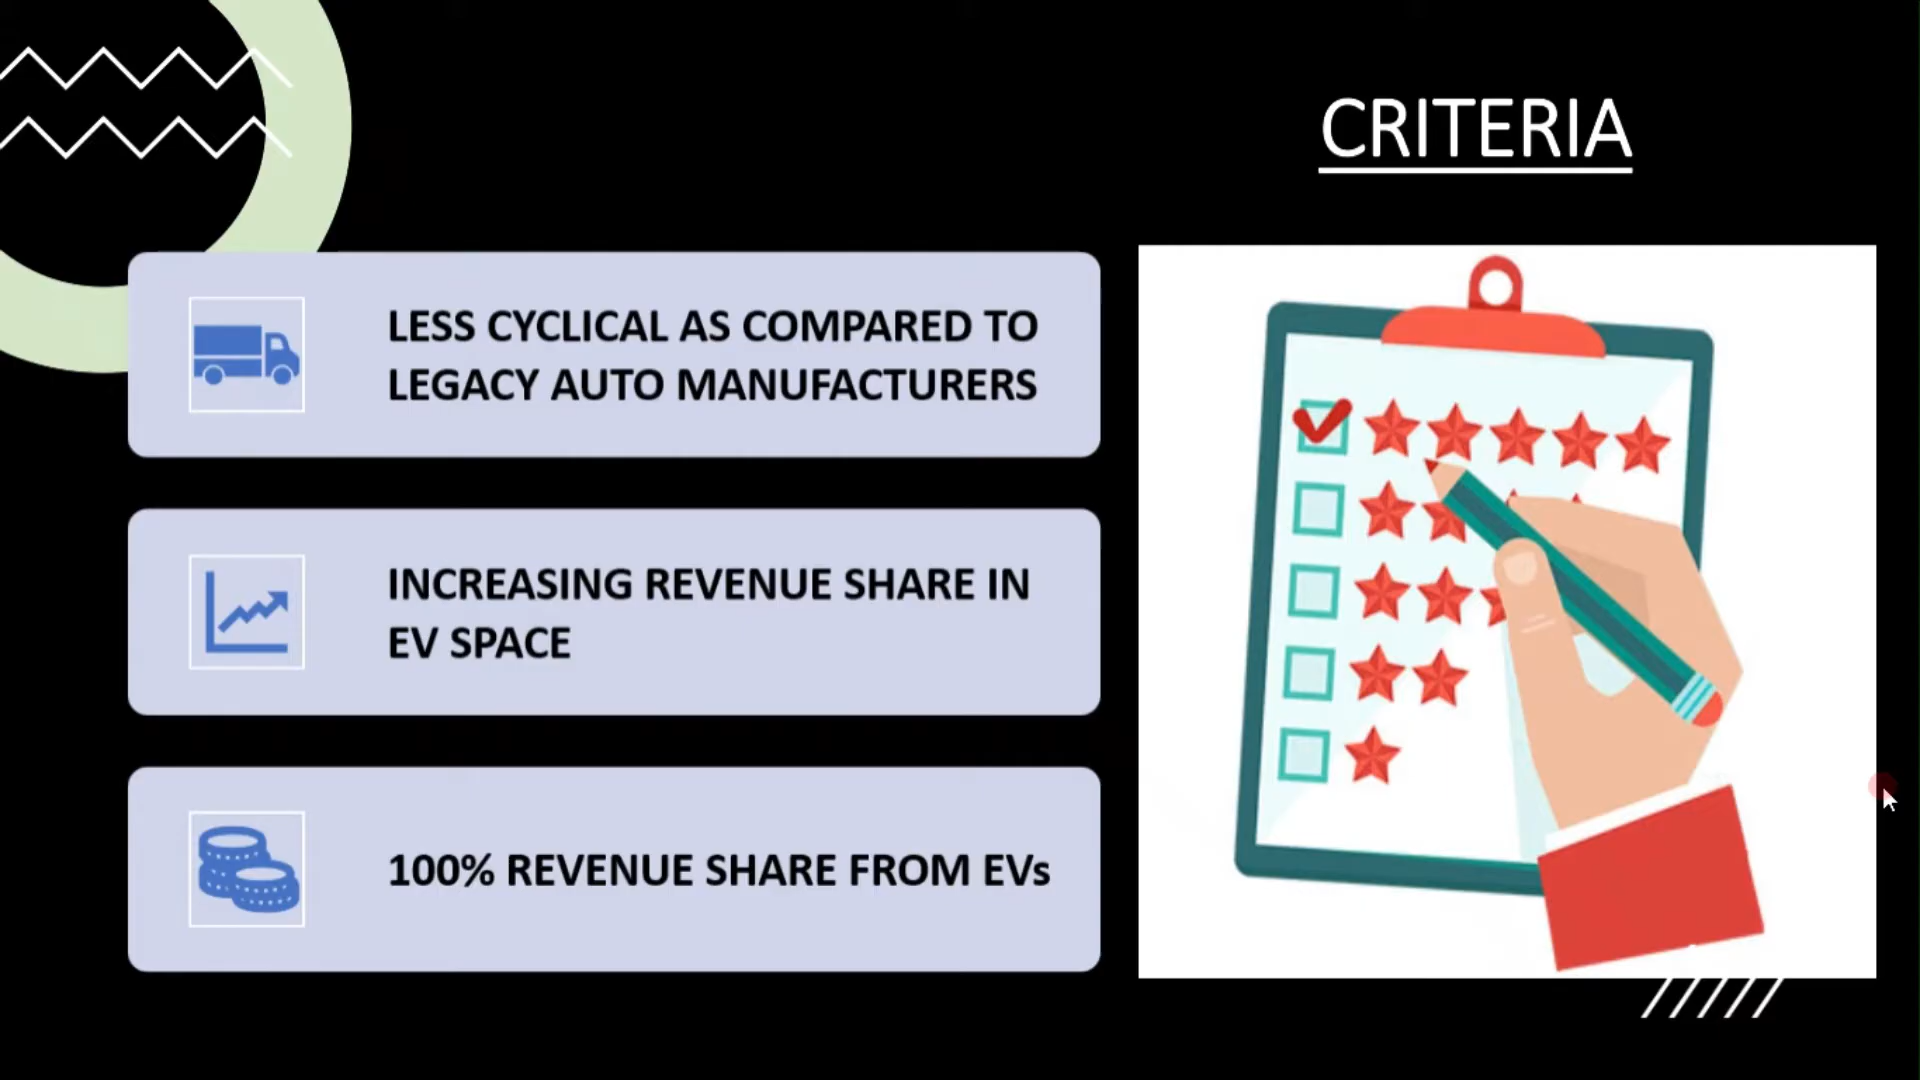 CRITERIA
LESS CYCLICAL AS COMPARED TO
LEGACY AUTO MANUFACTURERS
INCREASING REVENUE SHARE IN
EV SPACE
100% REVENUE SHARE FROM EVs